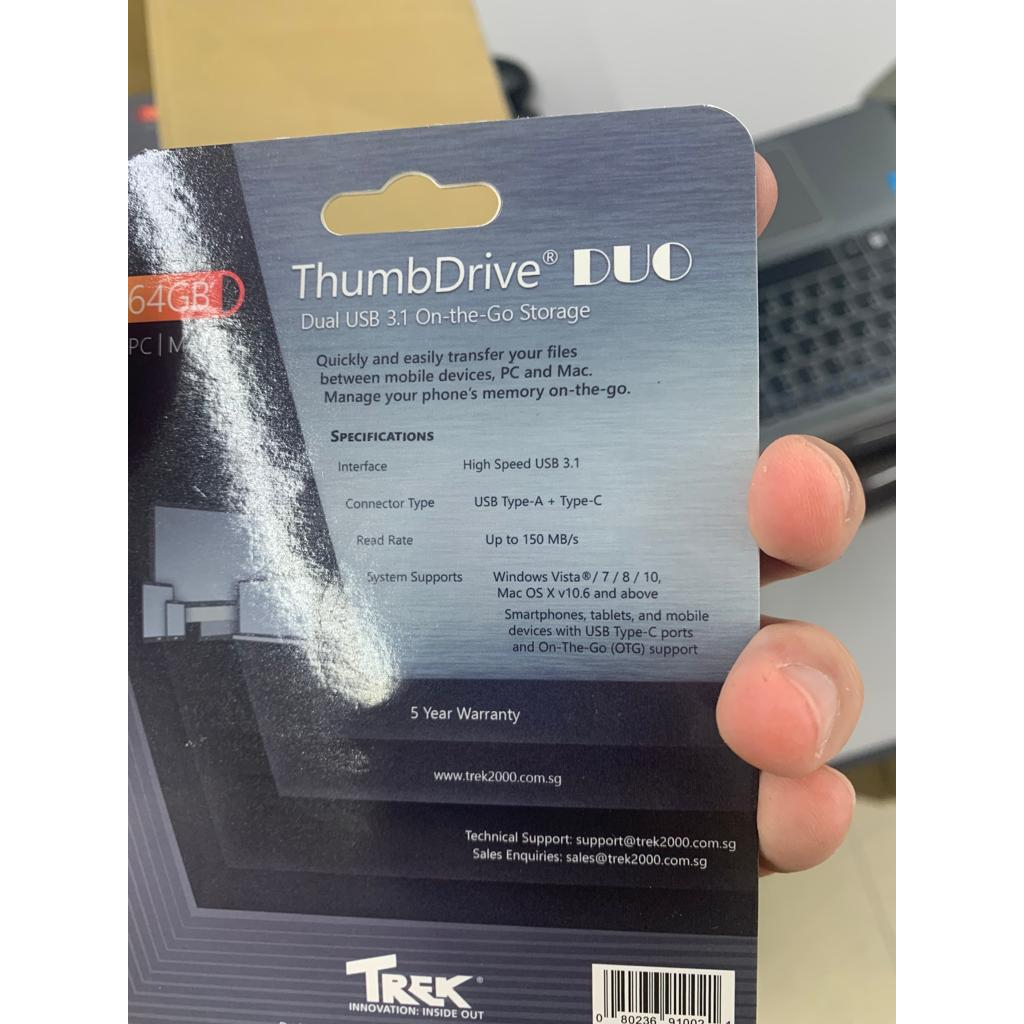 64GB
PC | M
ThumbDrive® DUO
Dual USB 3.1 On-the-Go Storage
Quickly and easily transfer your files
between mobile devices, PC and Mac.
Manage your phone's memory on-the-go.
SPECIFICATIONS
Interface High Speed USB 3.1
Connector Type USB Type-A + Type-C
Read Rate Up to 150 MB/s
System Supports Windows Vista® / 7 / 8 / 10,
Mac OS X v10.6 and above
Smartphones, tablets, and mobile
devices with USB Type-C ports
and On-The-Go (OTG) support
5 Year Warranty
www.trek2000.com.sg
Technical Support: support@trek2000.com.sg
Sales Enquiries: sales@trek2000.com.sg
TREK®
INNOVATION: INSIDE OUT
0 80236 91002 1